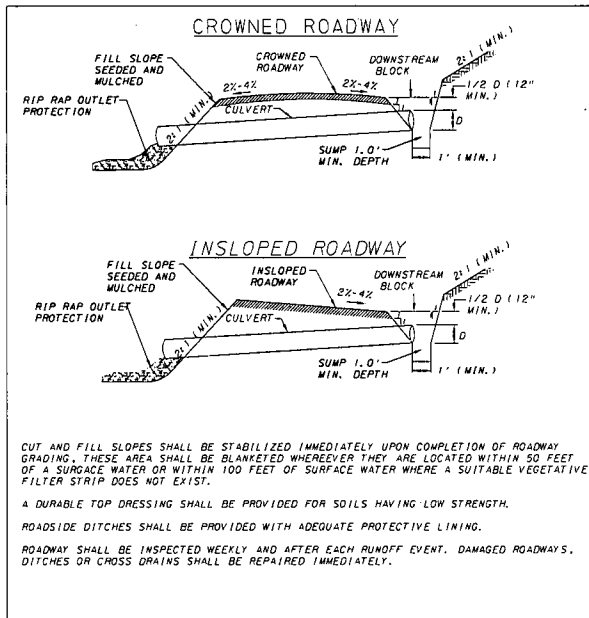 CROWNED ROADWAY
FILL SLOPE
SEEDED AND
MULCHED
CROWNED
ROADWAY
DOWNSTREAM
BLOCK
2:1 (MIN.)
2%-4%
2%-4%
1/2 D (12"
MIN.)
RIP RAP OUTLET
PROTECTION
2:1 (MIN.)
CULVERT
D
SUMP 1.0'
MIN. DEPTH
1' (MIN.)
INSLOPED ROADWAY
FILL SLOPE
SEEDED AND
MULCHED
INSLOPED
ROADWAY
2%-4%
DOWNSTREAM
BLOCK
2:1 (MIN.)
1/2 D (12"
MIN.)
RIP RAP OUTLET
PROTECTION
2:1 (MIN.)
CULVERT
D
SUMP 1.0'
MIN. DEPTH
1' (MIN.)
CUT AND FILL SLOPES SHALL BE STABILIZED IMMEDIATELY UPON COMPLETION OF ROADWAY
GRADING. THESE AREA SHALL BE BLANKETED WHEREEVER THEY ARE LOCATED WITHIN 50 FEET
OF A SURGACE WATER OR WITHIN 100 FEET OF SURFACE WATER WHERE A SUITABLE VEGETATIVE
FILTER STRIP DOES NOT EXIST.
A DURABLE TOP DRESSING SHALL BE PROVIDED FOR SOILS HAVING LOW STRENGTH.
ROADSIDE DITCHES SHALL BE PROVIDED WITH ADEQUATE PROTECTIVE LINING.
ROADWAY SHALL BE INSPECTED WEEKLY AND AFTER EACH RUNOFF EVENT. DAMAGED ROADWAYS,
DITCHES OR CROSS DRAINS SHALL BE REPAIRED IMMEDIATELY.